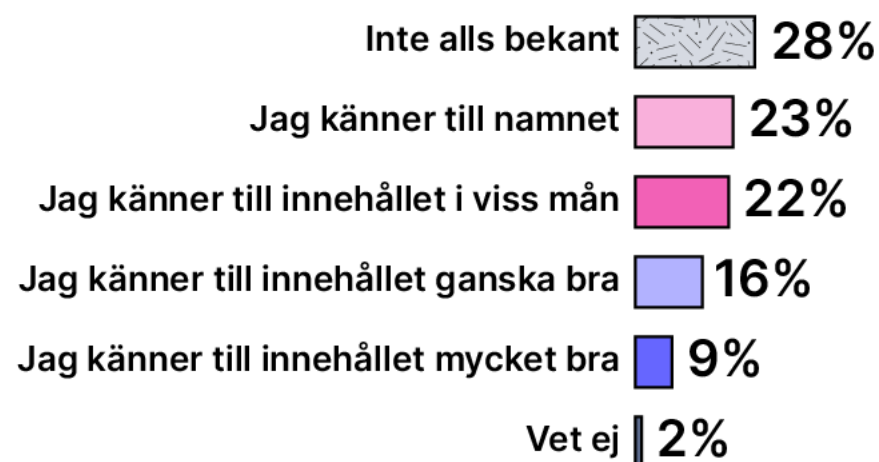 Inte alls bekant 28%
Jag känner till namnet 23%
Jag känner till innehållet i viss mån 22%
Jag känner till innehållet ganska bra 16%
Jag känner till innehållet mycket bra 9%
Vet ej 2%